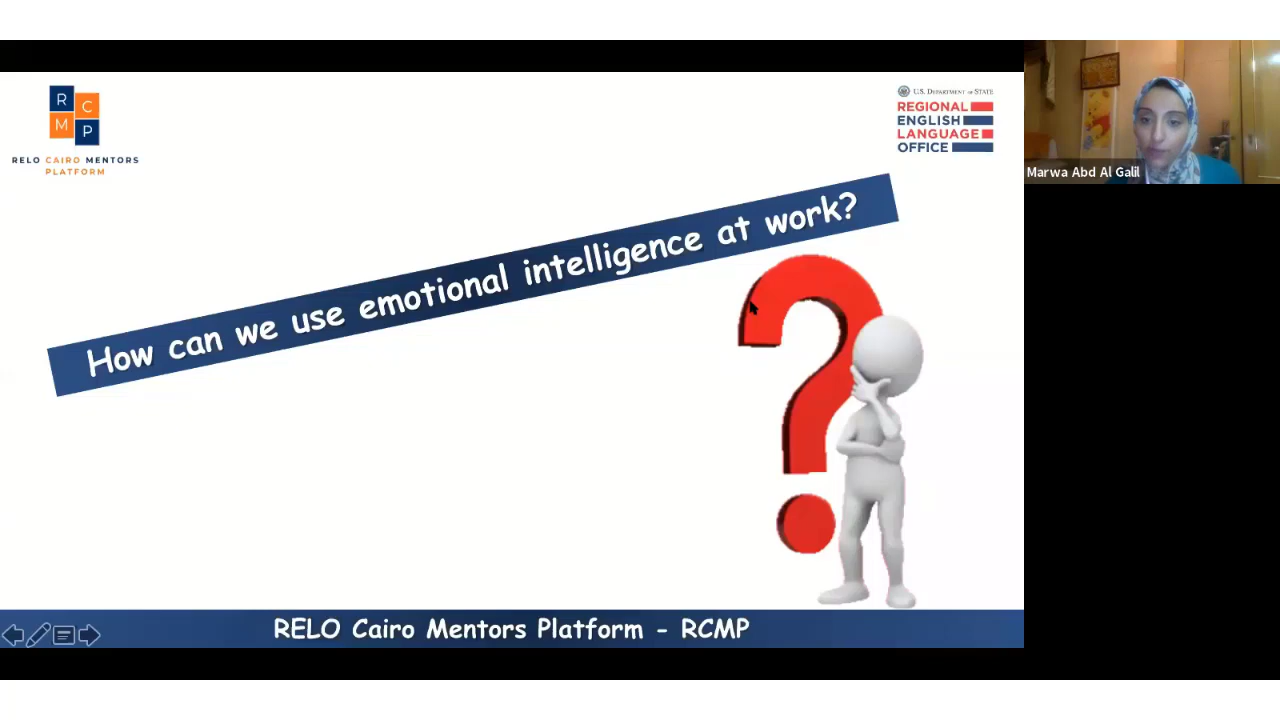 R C
M P
RELO CAIRO MENTORS
PLATFORM
U.S. DEPARTMENT OF STATE
REGIONAL
ENGLISH
LANGUAGE
OFFICE
Marwa Abd Al Galil
How can we use emotional intelligence at work?
?
RELO Cairo Mentors Platform - RCMP